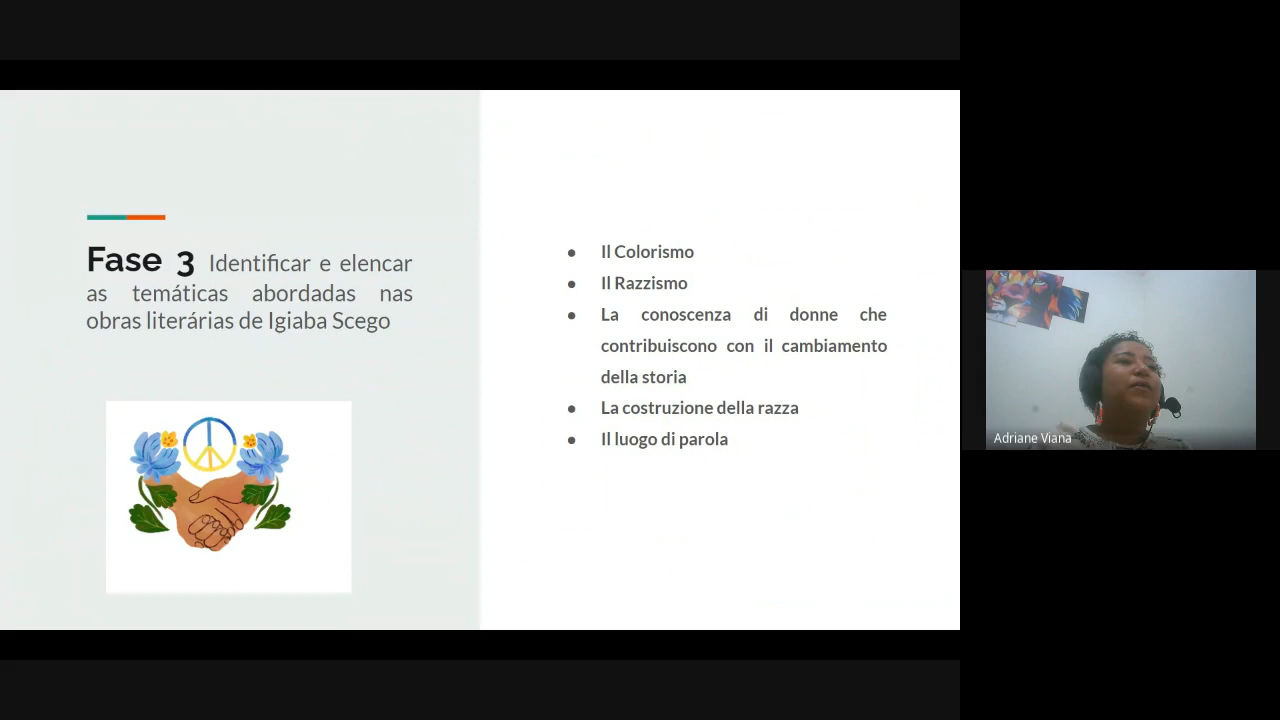 Fase 3 Identificar e elencar
as temáticas abordadas nas
obras literárias de Igiaba Scego
● Il Colorismo
● Il Razzismo
● La conoscenza di donne che
contribuiscono con il cambiamento
della storia
● La costruzione della razza
● Il luogo di parola
Adriane Viana